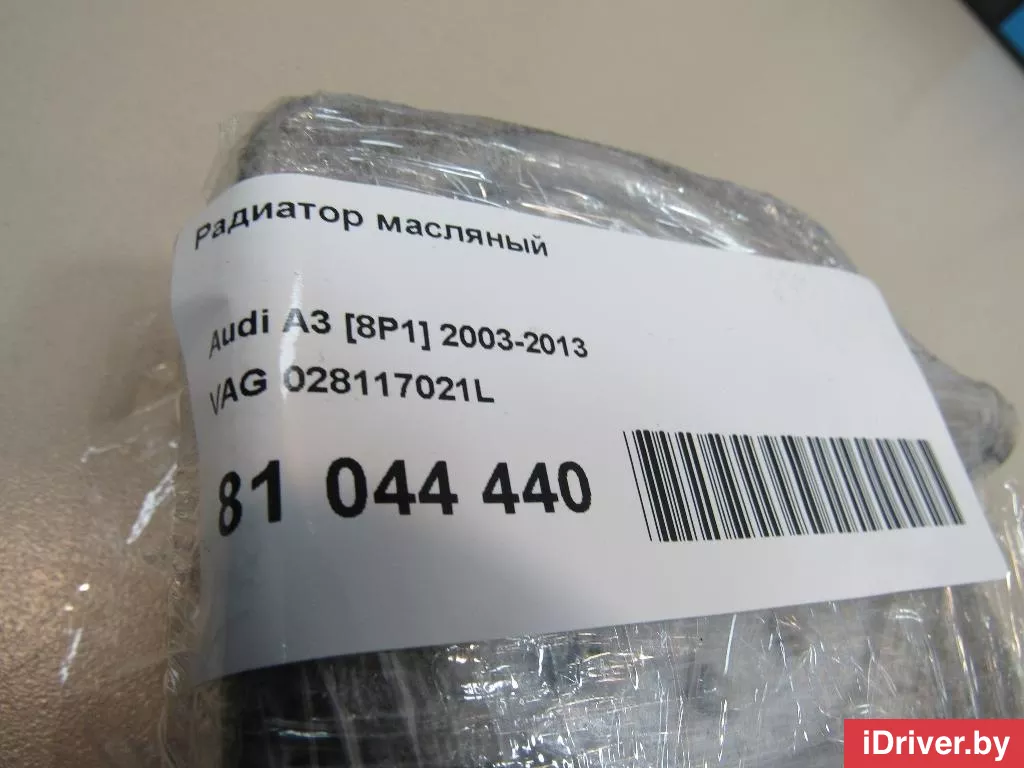 Радиатор масляный
Audi A3 [8P1] 2003-2013
VAG 028117021L
81 044 440
iDriver.by